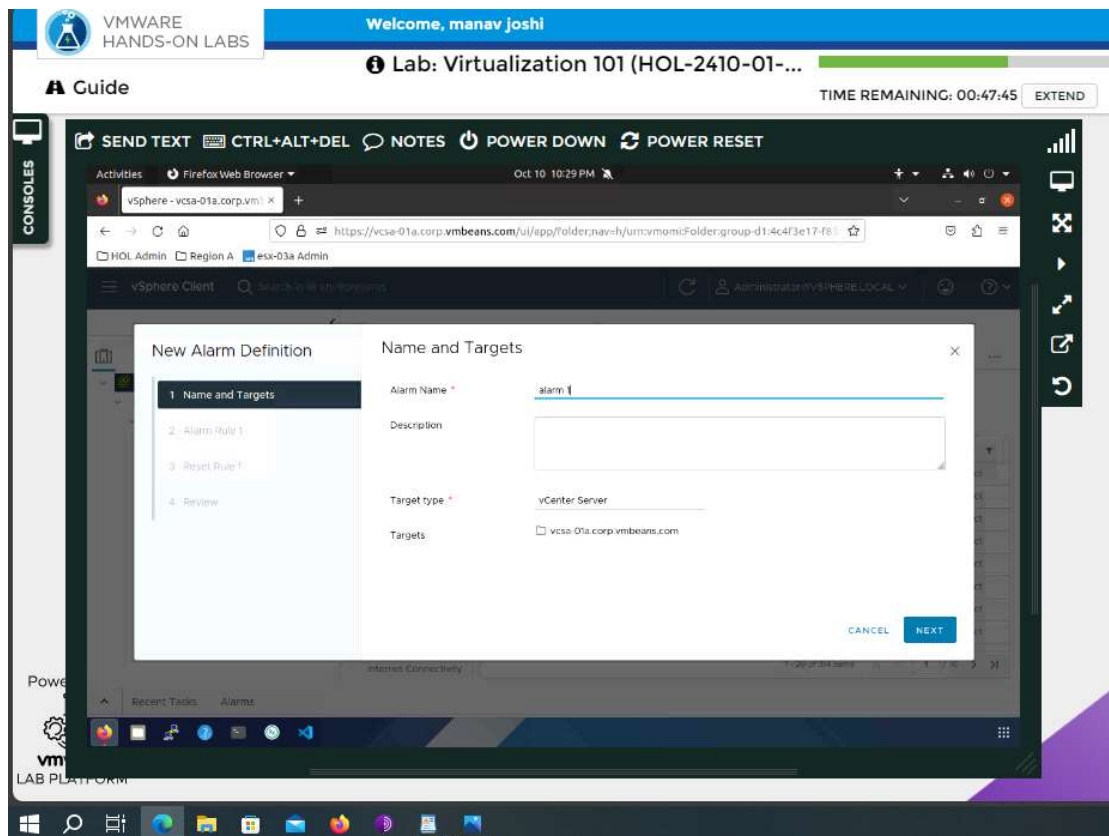 VMWARE
HANDS-ON LABS
Welcome, manav joshi
Guide
Lab: Virtualization 101 (HOL-2410-01-...
TIME REMAINING: 00:47:45
EXTEND
CONSOLES
SEND TEXT CTRL+ALT+DEL NOTES POWER DOWN POWER RESET
Activities Firefox Web Browser Oct 10 10:29 PM
vSphere - vcsa-01a.corp.vm
https://vcsa-01a.corp.vmbeans.com/ui/app/folder;nav=h/urn:vmomi:Folder:group-d1:4c4f3e17-f8
HOL Admin Region A esx-03a Admin
vSphere Client Administrator@VSPHERE.LOCAL
New Alarm Definition
1 Name and Targets
2 Alarm Rule 1
3 Reset Rule 1
4 Review
Name and Targets
Alarm Name * alarm 1
Description
Target type * vCenter Server
Targets vcsa-01a.corp.vmbeans.com
CANCEL NEXT
Internet Connectivity
Recent Tasks Alarms
Powe
vm
LAB PLATFORM